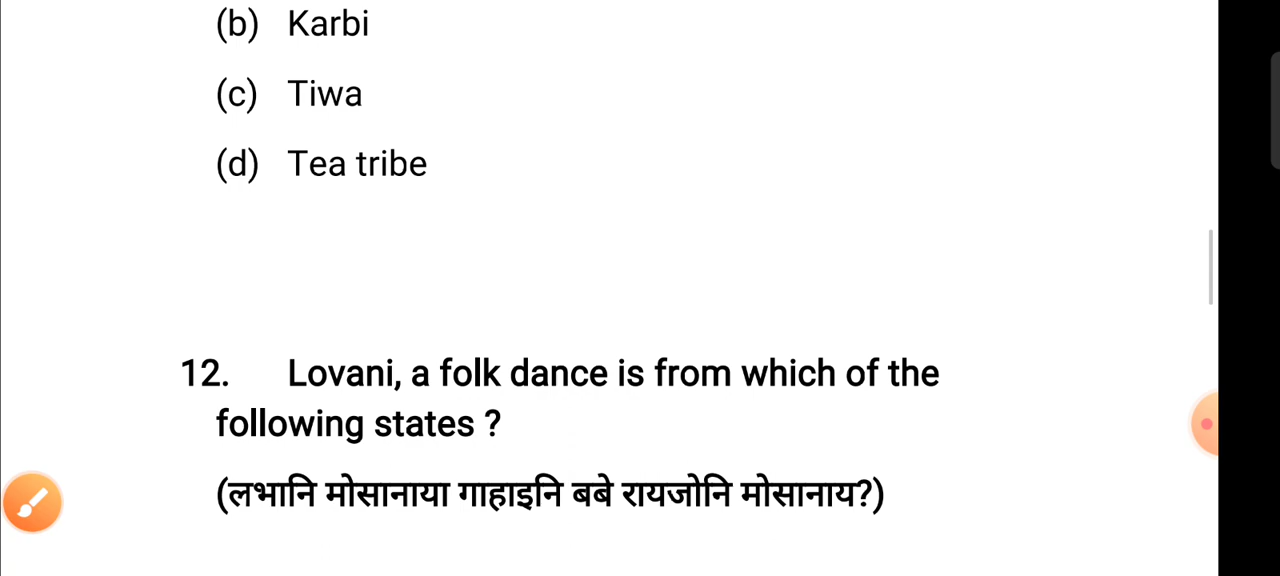 (b) Karbi
(c) Tiwa
(d) Tea tribe
12. Lovani, a folk dance is from which of the
following states ?
(लभानि मोसानाया गाहाइनि बबे रायजोनि मोसानाय?)